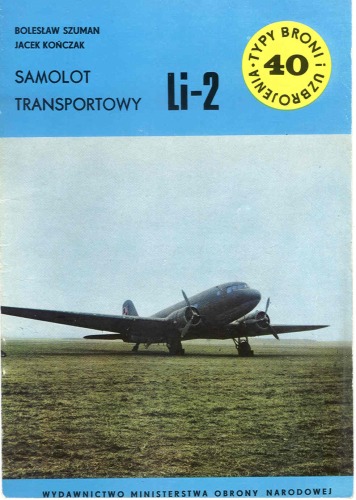 BOLESŁAW SZUMAN
JACEK KOŃCZAK
SAMOLOT
TRANSPORTOWY
Li-2
TYPY BRONI i UZBROJENIA •
40
WYDAWNICTWO MINISTERSTWA OBRONY NARODOWEJ